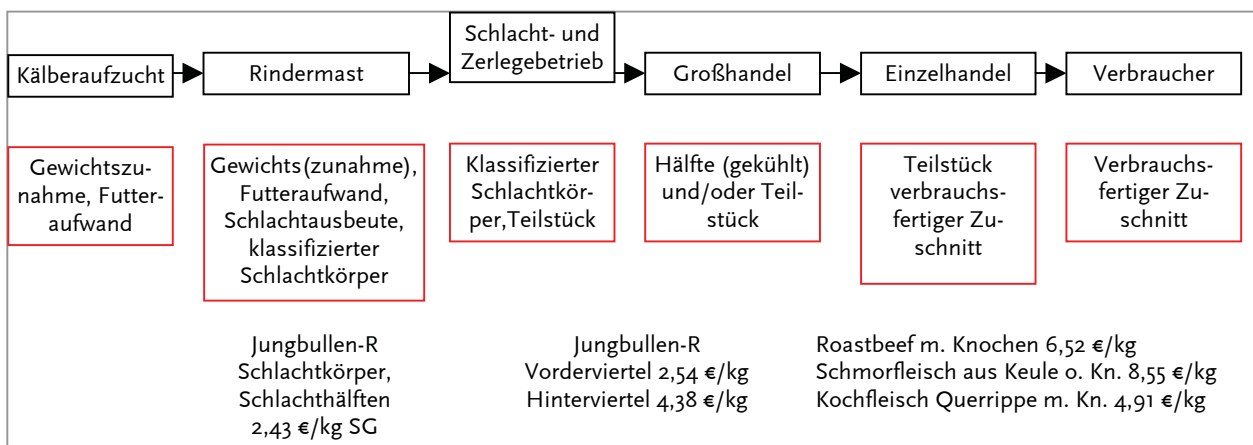 Kälberaufzucht
Rindermast
Schlacht- und
Zerlegebetrieb
Großhandel
Einzelhandel
Verbraucher
Gewichtszu-
nahme, Futter-
aufwand
Gewichts(zunahme),
Futteraufwand,
Schlachtausbeute,
klassifizierter
Schlachtkörper
Klassifizierter
Schlachtkör-
per,Teilstück
Hälfte (gekühlt)
und/oder Teil-
stück
Teilstück
verbrauchs-
fertiger Zu-
schnitt
Verbrauchs-
fertiger Zu-
schnitt
Jungbullen-R
Schlachtkörper,
Schlachthälften
2,43 €/kg SG
Jungbullen-R
Vorderviertel 2,54 €/kg
Hinterviertel 4,38 €/kg
Roastbeef m. Knochen 6,52 €/kg
Schmorfleisch aus Keule o. Kn. 8,55 €/kg
Kochfleisch Querrippe m. Kn. 4,91 €/kg